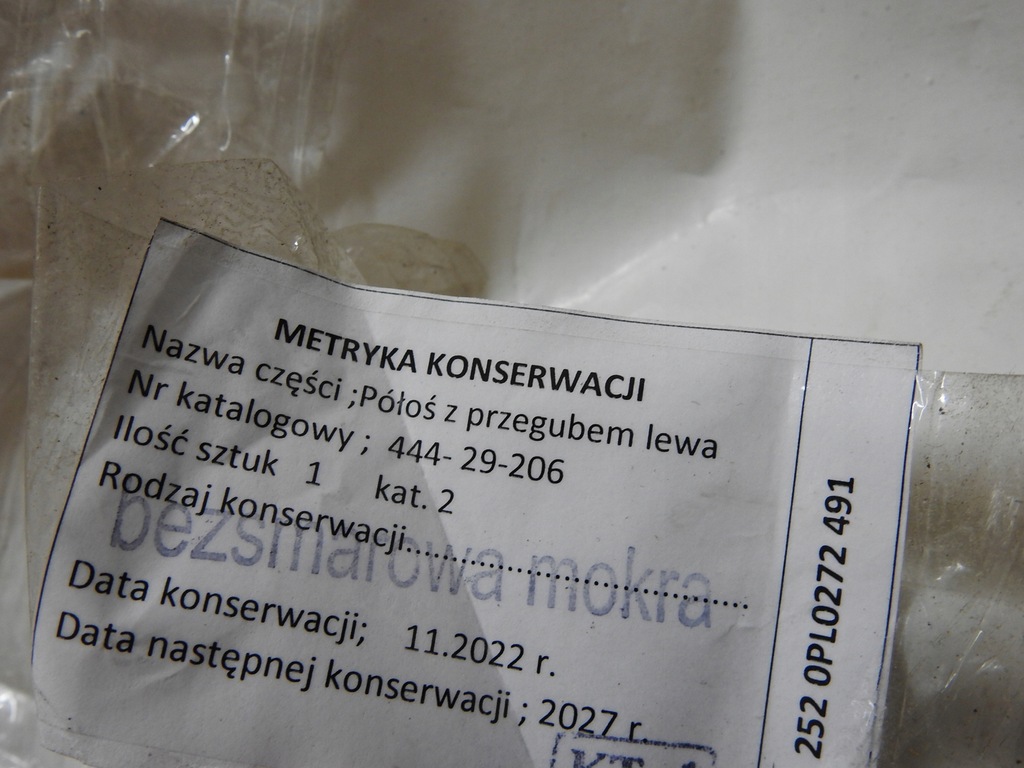 METRYKA KONSERWACJI
Nazwa części ;Półoś z przegubem lewa
Nr katalogowy ; 444- 29-206
Ilość sztuk 1 kat. 2
Rodzaj konserwacji..............................
bezsmarowa mokra
Data konserwacji; 11.2022 r.
Data następnej konserwacji ; 2027 r.
252 0PL0272 491